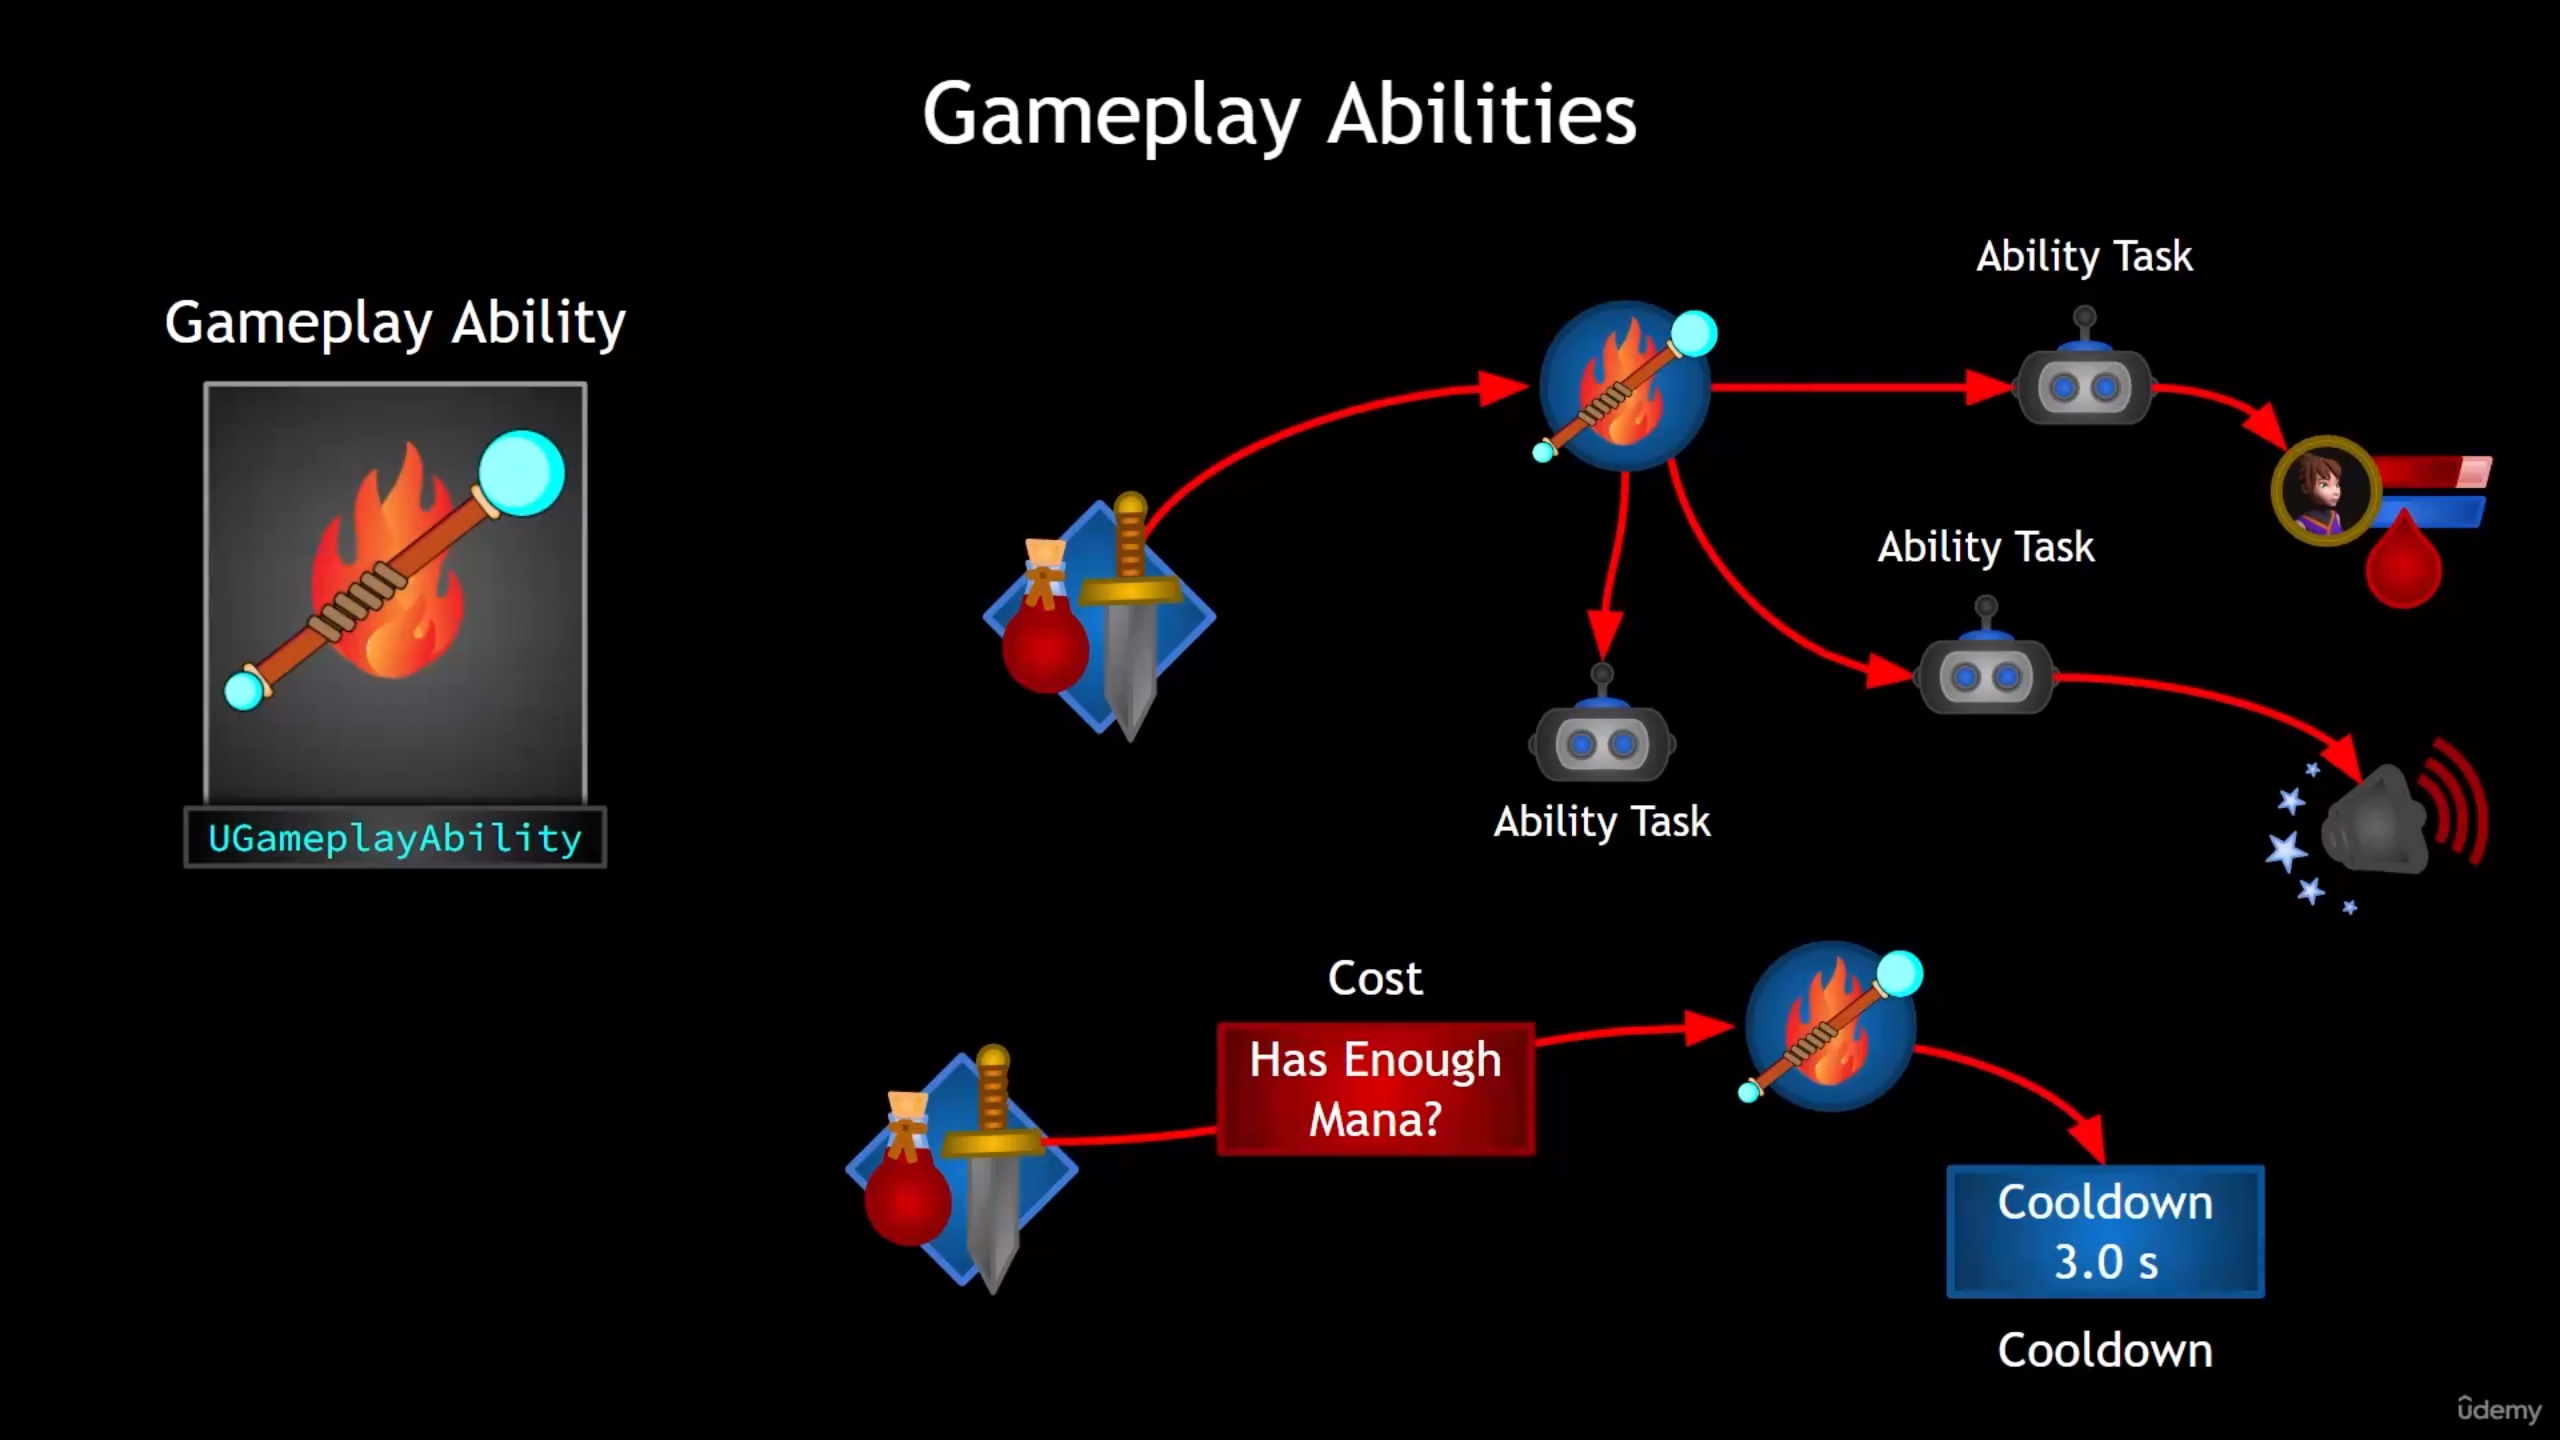 Gameplay Abilities
Gameplay Ability
UGameplayAbility
Ability Task
Ability Task
Ability Task
Cost
Has Enough
Mana?
Cooldown
3.0 s
Cooldown
ûdemy